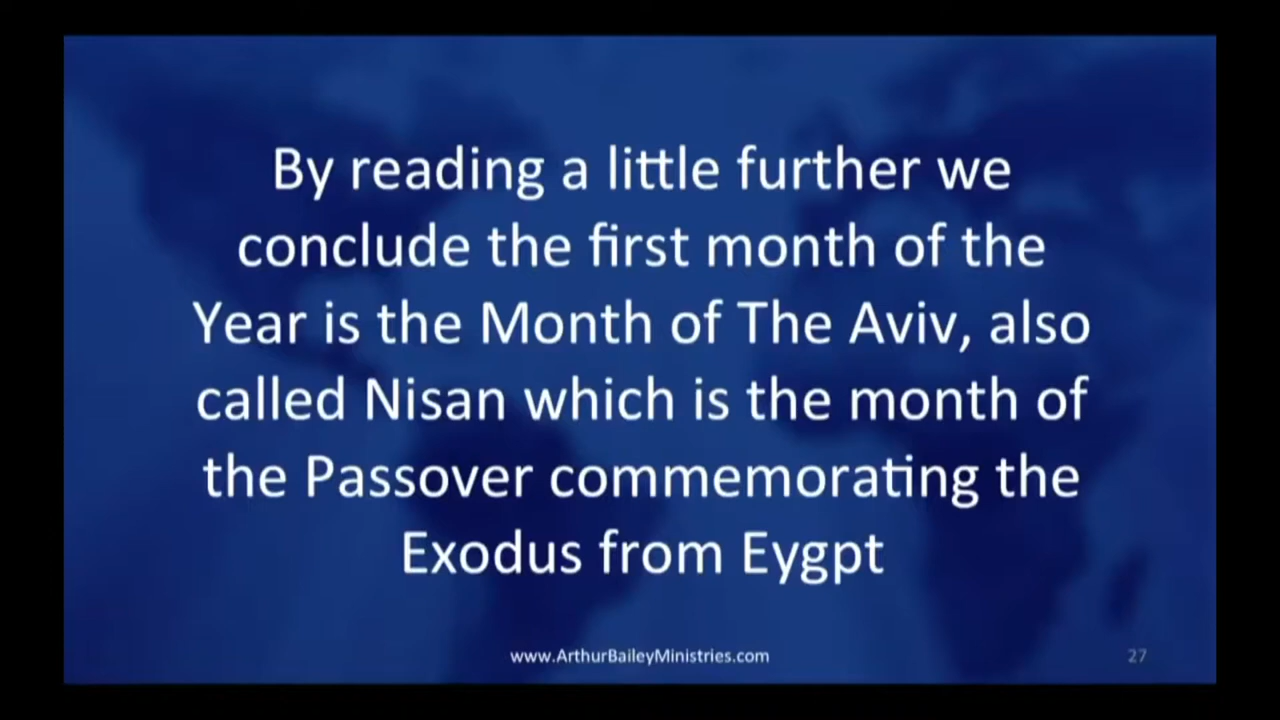 By reading a little further we
conclude the first month of the
Year is the Month of The Aviv, also
called Nisan which is the month of
the Passover commemorating the
Exodus from Eygpt
www.ArthurBaileyMinistries.com
27